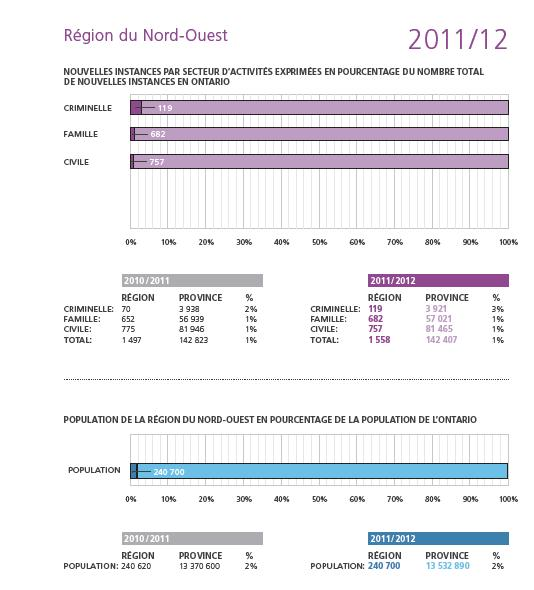 Région du Nord-Ouest 2011/12
NOUVELLES INSTANCES PAR SECTEUR D'ACTIVITÉS EXPRIMÉES EN POURCENTAGE DU NOMBRE TOTAL
DE NOUVELLES INSTANCES EN ONTARIO
CRIMINELLE 119
FAMILLE 682
CIVILE 757
0% 10% 20% 30% 40% 50% 60% 70% 80% 90% 100%
2010/2011 2011/2012
RÉGION PROVINCE % RÉGION PROVINCE %
CRIMINELLE: 70 3 938 2% CRIMINELLE: 119 3 921 3%
FAMILLE: 652 56 939 1% FAMILLE: 682 57 021 1%
CIVILE: 775 81 946 1% CIVILE: 757 81 465 1%
TOTAL: 1 497 142 823 1% TOTAL: 1 558 142 407 1%
POPULATION DE LA RÉGION DU NORD-OUEST EN POURCENTAGE DE LA POPULATION DE L'ONTARIO
POPULATION 240 700
0% 10% 20% 30% 40% 50% 60% 70% 80% 90% 100%
2010/2011 2011/2012
RÉGION PROVINCE % RÉGION PROVINCE %
POPULATION: 240 620 13 370 600 2% POPULATION: 240 700 13 532 890 2%